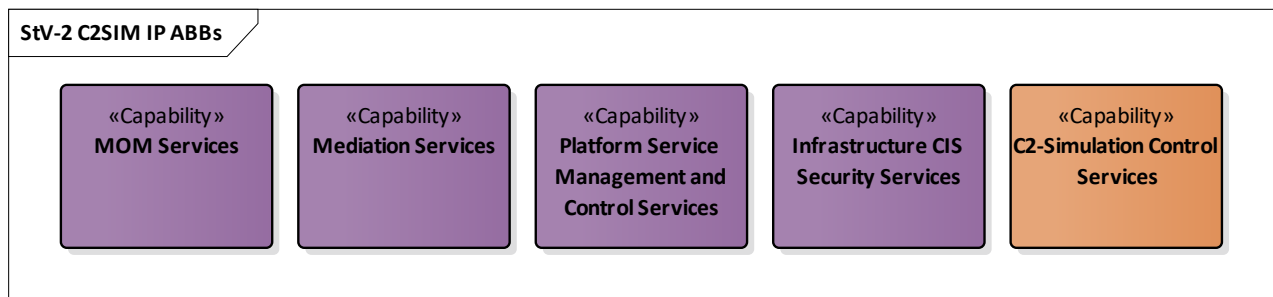 StV-2 C2SIM IP ABBs
«Capability»
MOM Services
«Capability»
Mediation Services
«Capability»
Platform Service
Management and
Control Services
«Capability»
Infrastructure CIS
Security Services
«Capability»
C2-Simulation Control
Services